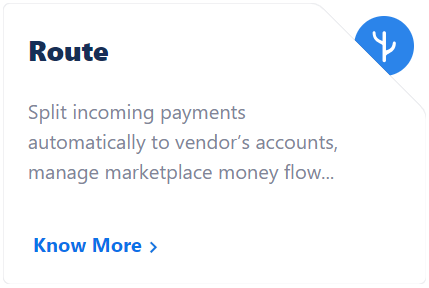 Route
Split incoming payments
automatically to vendor’s accounts,
manage marketplace money flow...
Know More